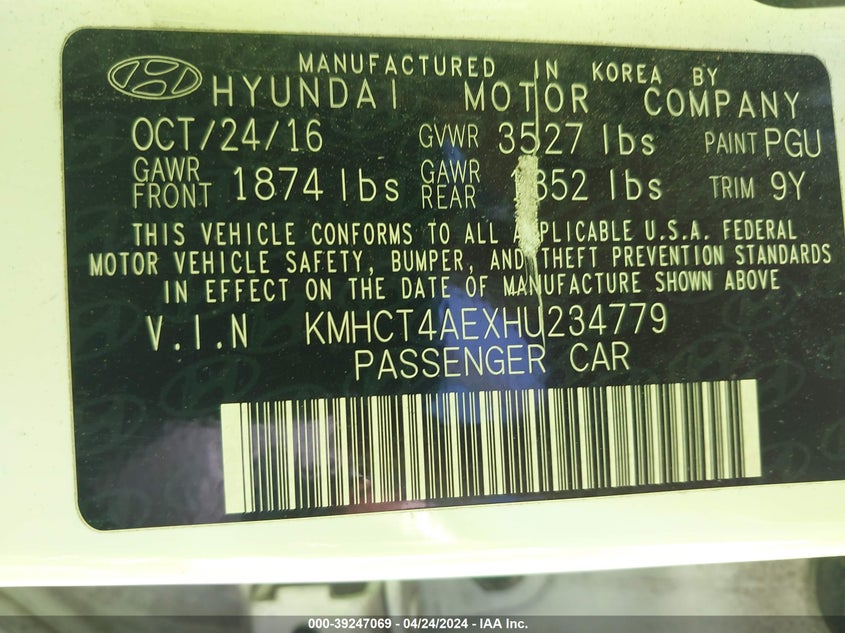 MANUFACTURED IN KOREA BY
HYUNDAI MOTOR COMPANY
OCT/24/16 GVWR 3527 lbs PAINT PGU
GAWR FRONT 1874 lbs GAWR REAR 852 lbs TRIM 9Y
THIS VEHICLE CONFORMS TO ALL APPLICABLE U.S.A. FEDERAL
MOTOR VEHICLE SAFETY, BUMPER, AND THEFT PREVENTION STANDARDS
IN EFFECT ON THE DATE OF MANUFACTURE SHOWN ABOVE
V.I.N KMHCT4AEXHU234779
PASSENGER CAR
000-39247069 - 04/24/2024 - IAA Inc.